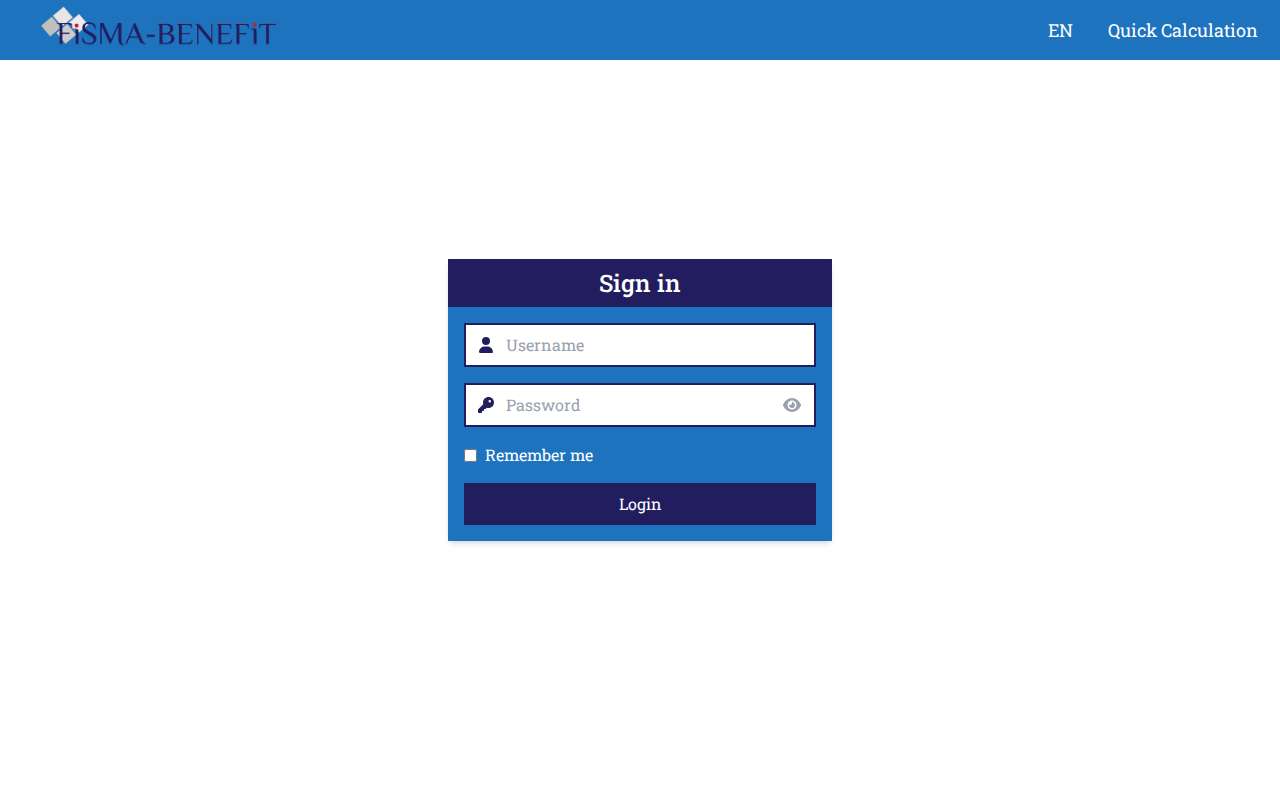 FiSMA-BENEFiT
EN
Quick Calculation
Sign in
Username
Password
Remember me
Login